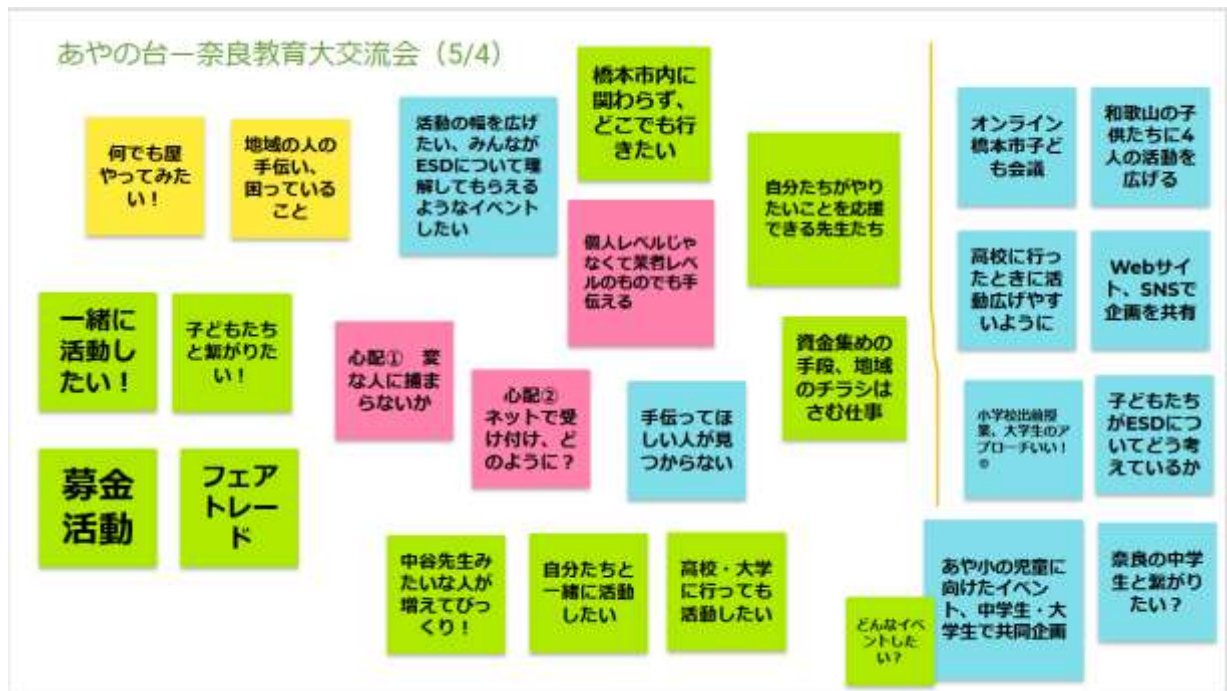 あやの台ー奈良教育大交流会（5/4）
何でも屋
やってみた
い！
地域の人の
手伝い、
困っている
こと
活動の幅を広げ
たい、みんなが
ESDについて理
解してもらえる
ようなイベント
したい
橋本市内に
関わらず、
どこでも行
きたい
自分たちがやり
たいことを応援
できる先生たち
個人レベルじゃ
なくて業者レベ
ルのものでも手
伝える
一緒に
活動し
たい！
子どもたち
と繋がりた
い！
心配① 変
な人に捕ま
らないか
心配②
ネットで受
け付け、ど
のように？
手伝ってほ
しい人が見
つからない
資金集めの
手段、地域
のチラシは
さむ仕事
募金
活動
フェア
トレー
ド
中谷先生み
たいな人が
増えてびっ
くり！
自分たちと
一緒に活動
したい
高校・大学
に行っても
活動したい
オンライン
橋本市子ど
も会議
和歌山の子
供たちに4
人の活動を
広げる
高校に行っ
たときに活
動広げやす
いように
Webサイ
ト、SNSで
企画を共有
小学校出前授
業、大学生のア
プローチいい！
子どもたち
がESDにつ
いてどう考
えているか
あや小の児童に
向けたイベン
ト、中学生・大
学生で共同企画
奈良の中学
生と繋がり
たい？
どんなイベ
ントした
い？